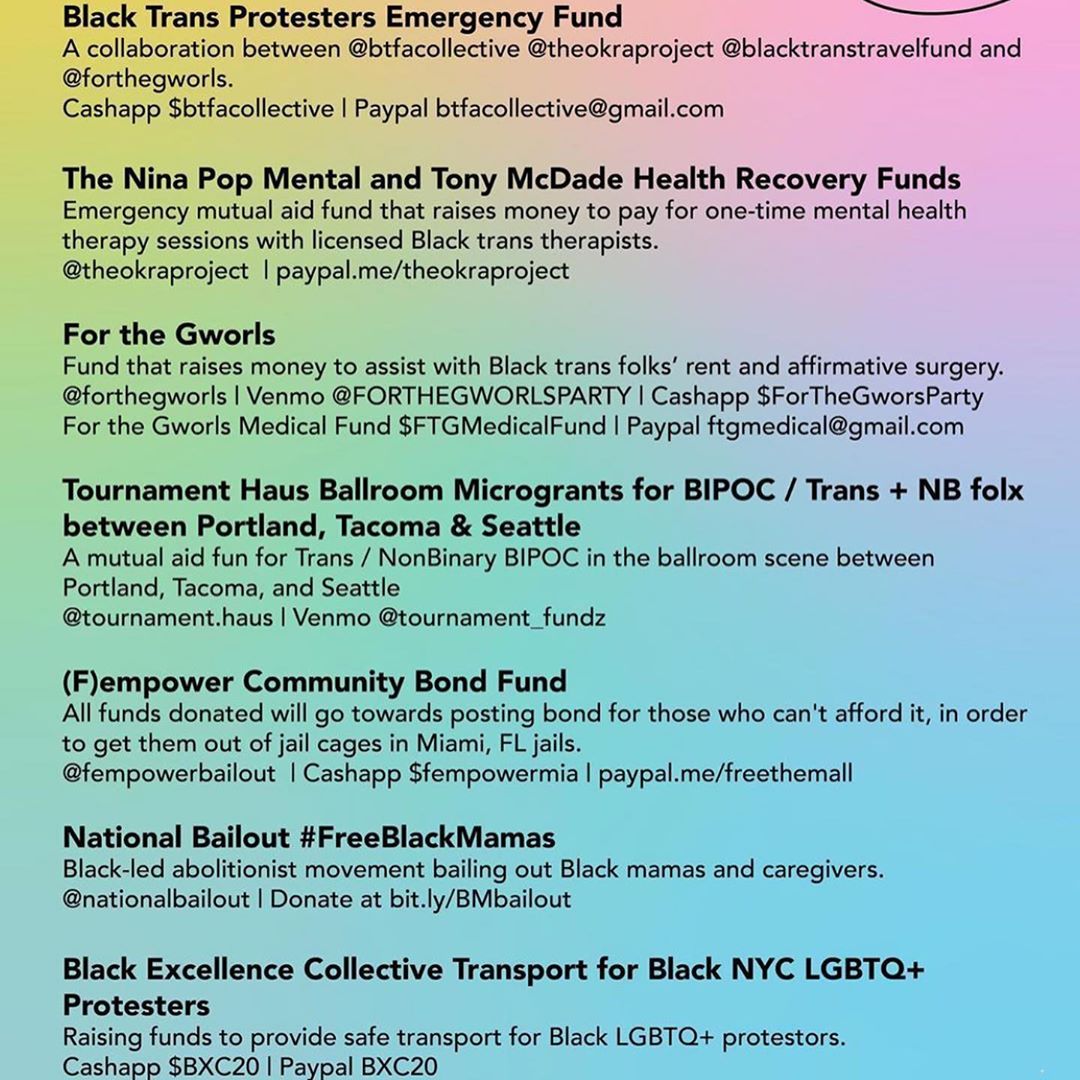 Black Trans Protesters Emergency Fund
A collaboration between @btfacollective @theokraproject @blacktranstravelfund and
@forthegworls.
Cashapp $btfacollective | Paypal btfacollective@gmail.com
The Nina Pop Mental and Tony McDade Health Recovery Funds
Emergency mutual aid fund that raises money to pay for one-time mental health
therapy sessions with licensed Black trans therapists.
@theokraproject | paypal.me/theokraproject
For the Gworls
Fund that raises money to assist with Black trans folks’ rent and affirmative surgery.
@forthegworls | Venmo @FORTHEGWORLSPARTY | Cashapp $ForTheGworsParty
For the Gworls Medical Fund $FTGMedicalFund | Paypal ftgmedical@gmail.com
Tournament Haus Ballroom Microgrants for BIPOC / Trans + NB folx
between Portland, Tacoma & Seattle
A mutual aid fun for Trans / NonBinary BIPOC in the ballroom scene between
Portland, Tacoma, and Seattle
@tournament.haus | Venmo @tournament_fundz
(F)empower Community Bond Fund
All funds donated will go towards posting bond for those who can't afford it, in order
to get them out of jail cages in Miami, FL jails.
@fempowerbailout | Cashapp $fempowermia | paypal.me/freethemall
National Bailout #FreeBlackMamas
Black-led abolitionist movement bailing out Black mamas and caregivers.
@nationalbailout | Donate at bit.ly/BMbailout
Black Excellence Collective Transport for Black NYC LGBTQ+
Protesters
Raising funds to provide safe transport for Black LGBTQ+ protestors.
Cashapp $BXC20 | Paypal BXC20